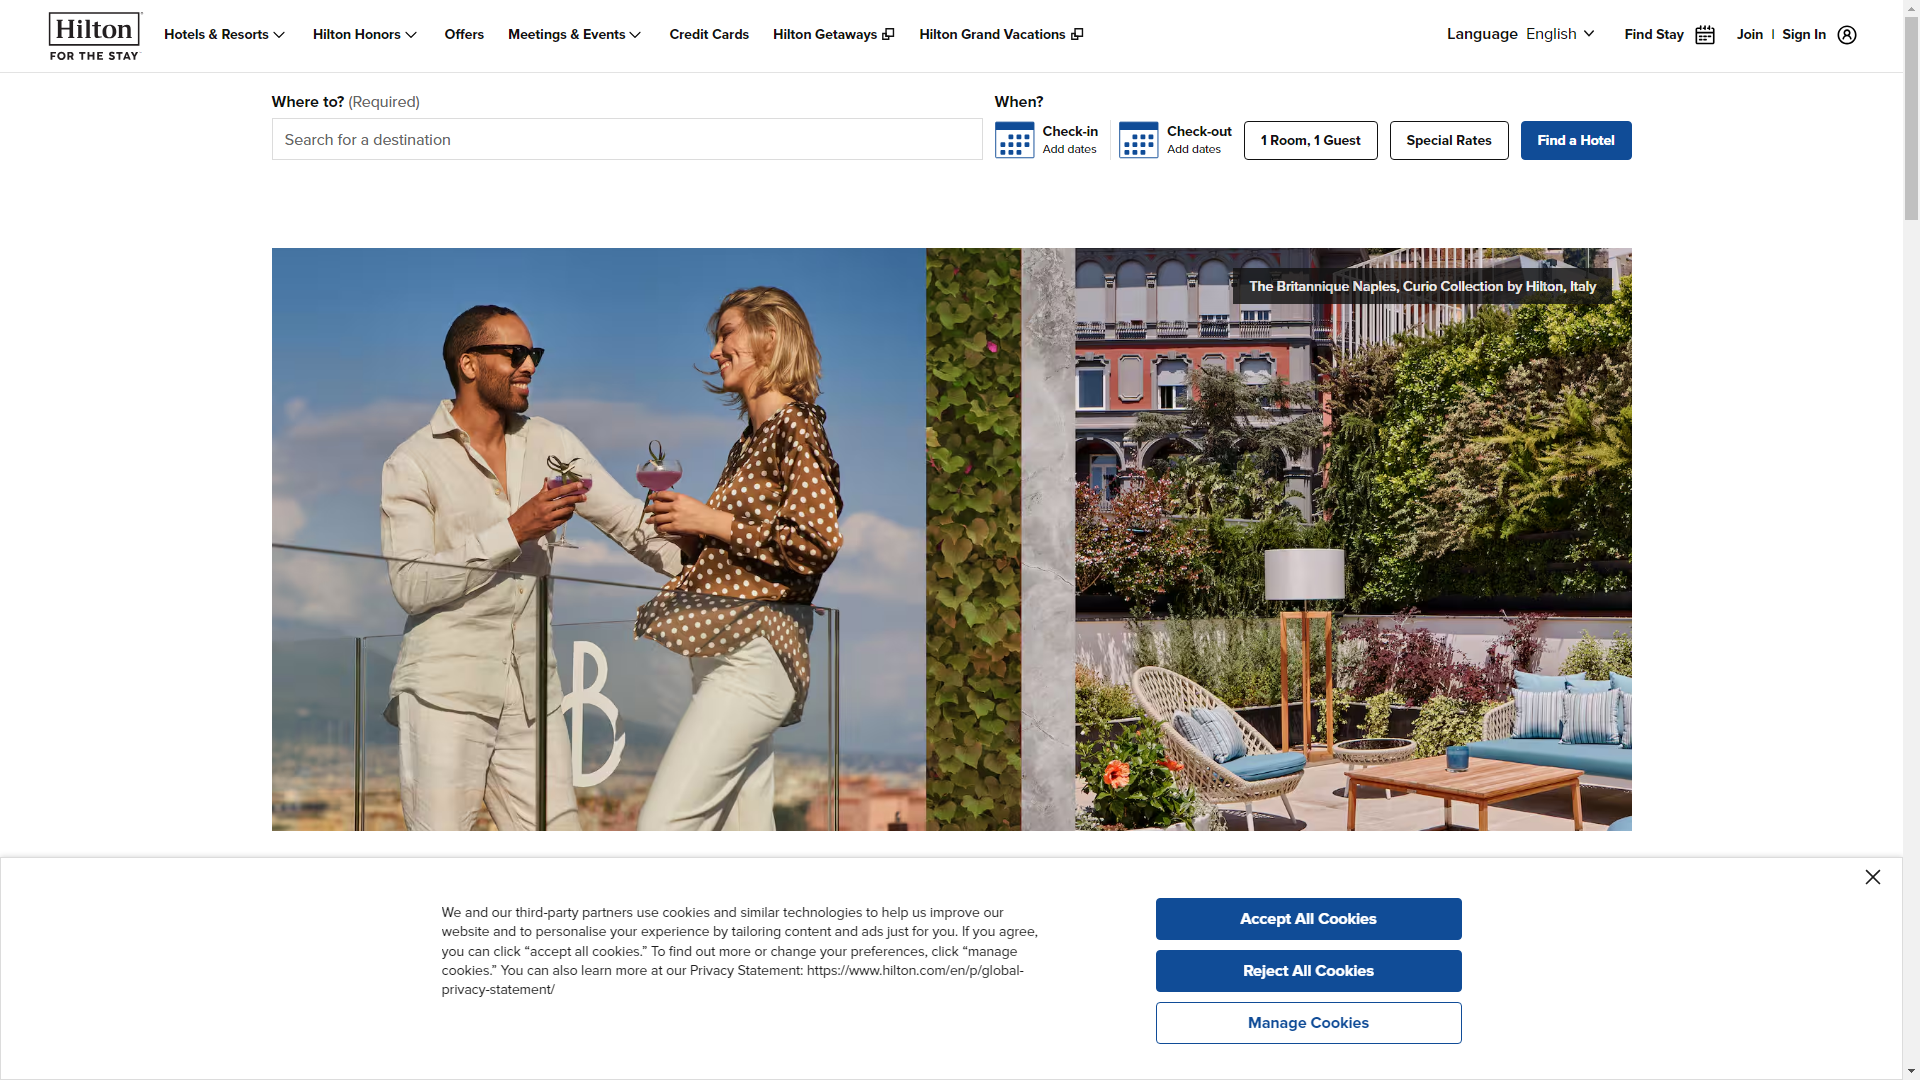 Hilton
FOR THE STAY
Hotels & Resorts
Hilton Honors
Offers
Meetings & Events
Credit Cards
Hilton Getaways
Hilton Grand Vacations
Language English
Find Stay
Join | Sign In
Where to? (Required)
Search for a destination
When?
Check-in
Add dates
Check-out
Add dates
1 Room, 1 Guest
Special Rates
Find a Hotel
The Britannique Naples, Curio Collection by Hilton, Italy
B
We and our third-party partners use cookies and similar technologies to help us improve our
website and to personalise your experience by tailoring content and ads just for you. If you agree,
you can click “accept all cookies.” To find out more or change your preferences, click “manage
cookies.” You can also learn more at our Privacy Statement: https://www.hilton.com/en/p/global-
privacy-statement/
Accept All Cookies
Reject All Cookies
Manage Cookies